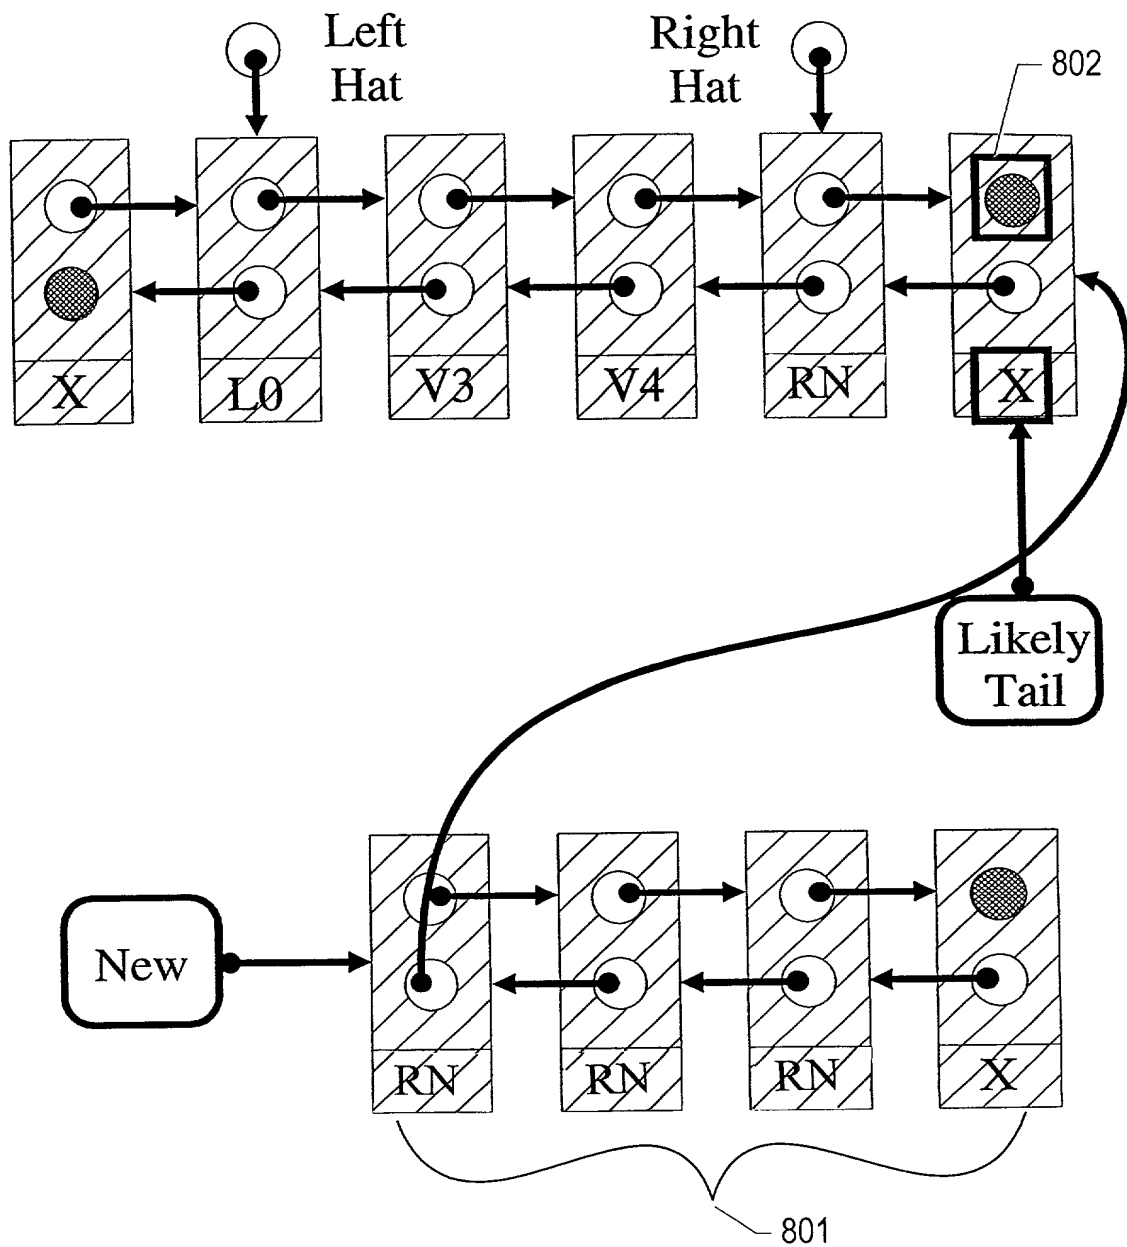 Left
Hat
Right
Hat
802
X
L0
V3
V4
RN
X
Likely
Tail
New
RN
RN
RN
X
801